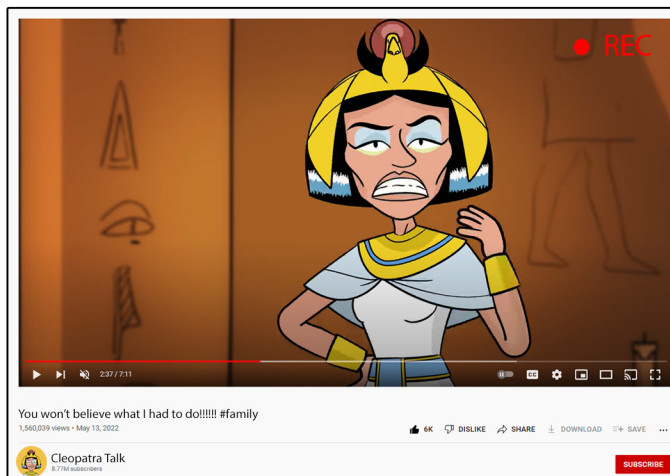 REC
2:37 / 7:11
CC
You won't believe what I had to do!!!!!! #family
1,560,039 views • May 13, 2022
6K DISLIKE SHARE DOWNLOAD SAVE
Cleopatra Talk
8.77M subscribers
SUBSCRIBE